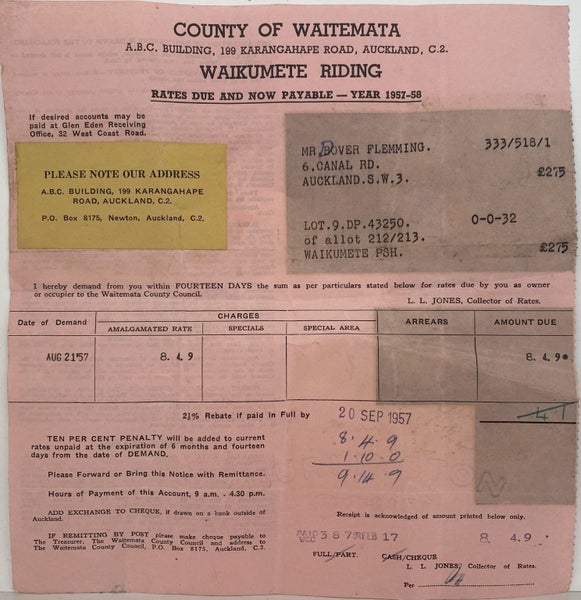 COUNTY OF WAITEMATA
A.B.C. BUILDING, 199 KARANGAHAPE ROAD, AUCKLAND, C.2.
WAIKUMETE RIDING
RATES DUE AND NOW PAYABLE — YEAR 1957-58
If desired accounts may be
paid at Glen Eden Receiving
Office, 32 West Coast Road.
PLEASE NOTE OUR ADDRESS
A.B.C. BUILDING, 199 KARANGAHAPE
ROAD, AUCKLAND, C.2.
P.O. Box 8175, Newton, Auckland, C.2.
MR. DOVER FLEMMING. 333/518/1
6,CANAL RD. £275
AUCKLAND.S.W.3.
LOT.9.DP.43250. 0-0-32
of allot 212/213.
WAIKUMETE PSH. £275
I hereby demand from you within FOURTEEN DAYS the sum as per particulars stated below for rates due by you as owner
or occupier to the Waitemata County Council.
L. L. JONES, Collector of Rates.
Date of Demand CHARGES ARREARS AMOUNT DUE
AMALGAMATED RATE SPECIALS SPECIAL AREA
AUG 21'57 8. 4. 9 8. 4. 9
2½% Rebate if paid in Full by 20 SEP 1957
4.1
8.4.9
1.10.0
9.14.9
TEN PER CENT PENALTY will be added to current
rates unpaid at the expiration of 6 months and fourteen
days from the date of DEMAND.
Please Forward or Bring this Notice with Remittance.
Hours of Payment of this Account, 9 a.m. - 4.30 p.m.
ADD EXCHANGE TO CHEQUE, if drawn on a bank outside of
Auckland.
IF REMITTING BY POST please make cheque payable to
The Treasurer, The Waitemata County Council and address to
The Waitemata County Council, P.O. Box 8175, Auckland, C.2.
Receipt is acknowledged of amount printed below only.
PAID FEB 17 8. 4.9
FULL/PART. CASH/CHEQUE
L. L. JONES, Collector of Rates.
Per